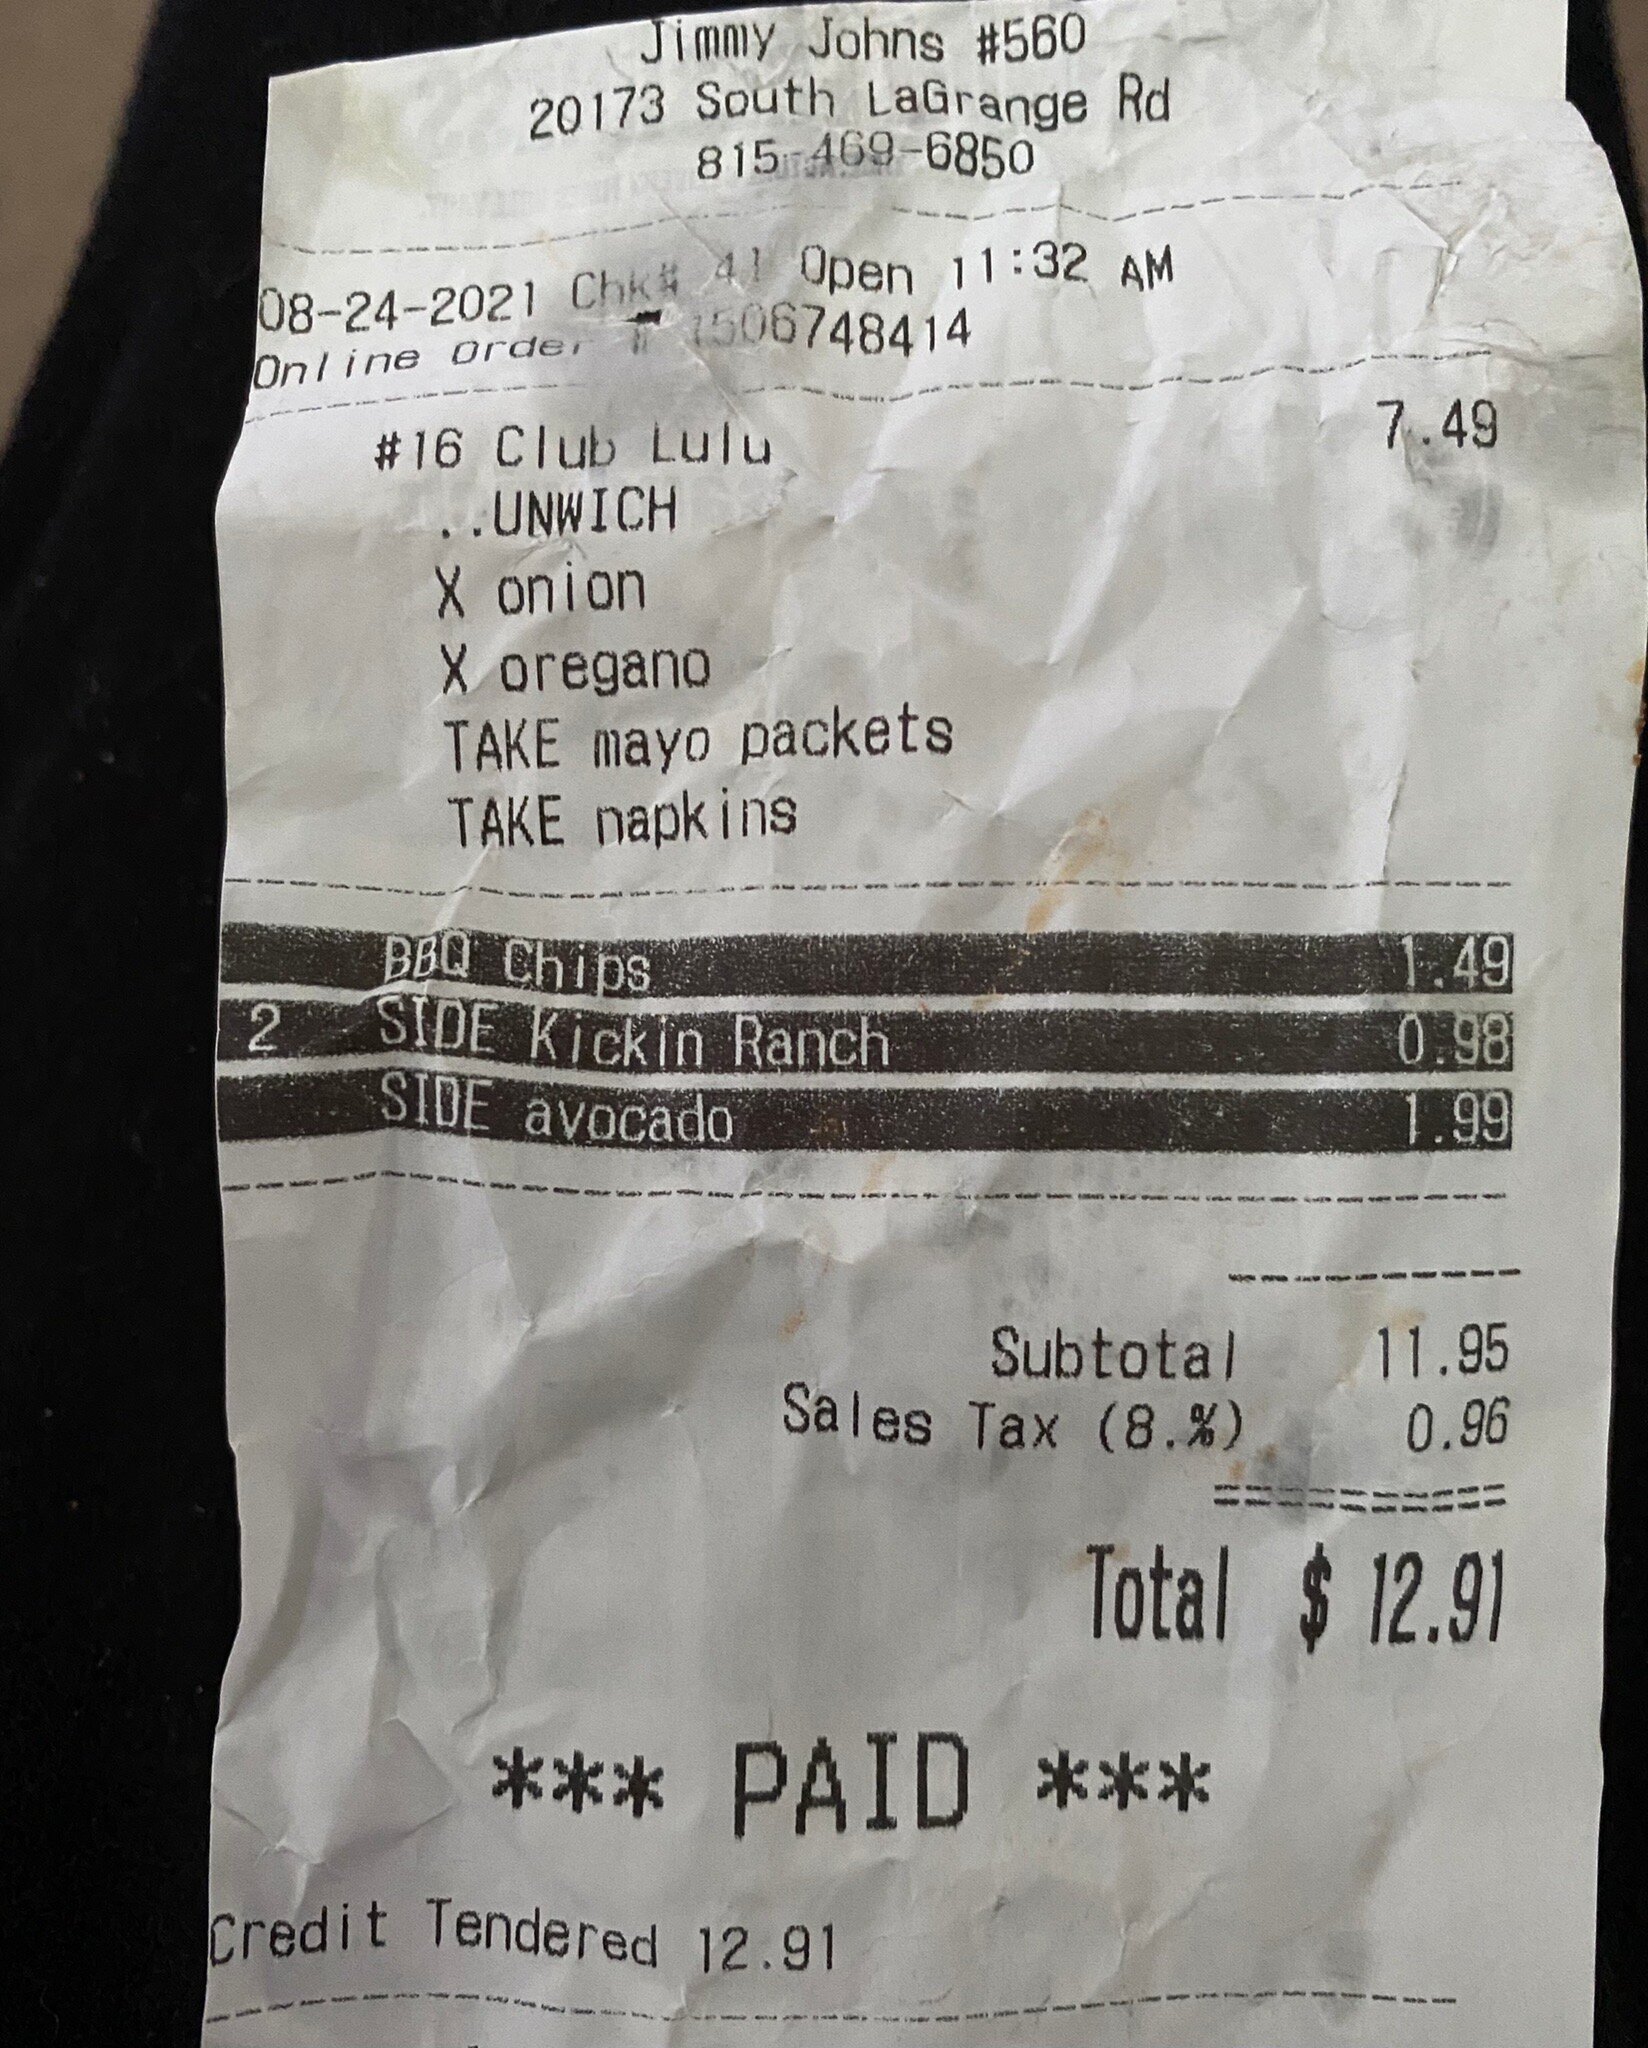 Jimmy Johns #560
20173 South LaGrange Rd
815-469-6850
08-24-2021 Chk# 41 Open 11:32 AM
Online Order # 1506748414
#16 Club Lulu 7.49
..UNWICH
X onion
X oregano
TAKE mayo packets
TAKE napkins
BBQ Chips 1.49
2 SIDE Kickin Ranch 0.98
SIDE avocado 1.99
Subtotal 11.95
Sales Tax (8.%) 0.96
Total $ 12.91
*** PAID ***
Credit Tendered 12.91